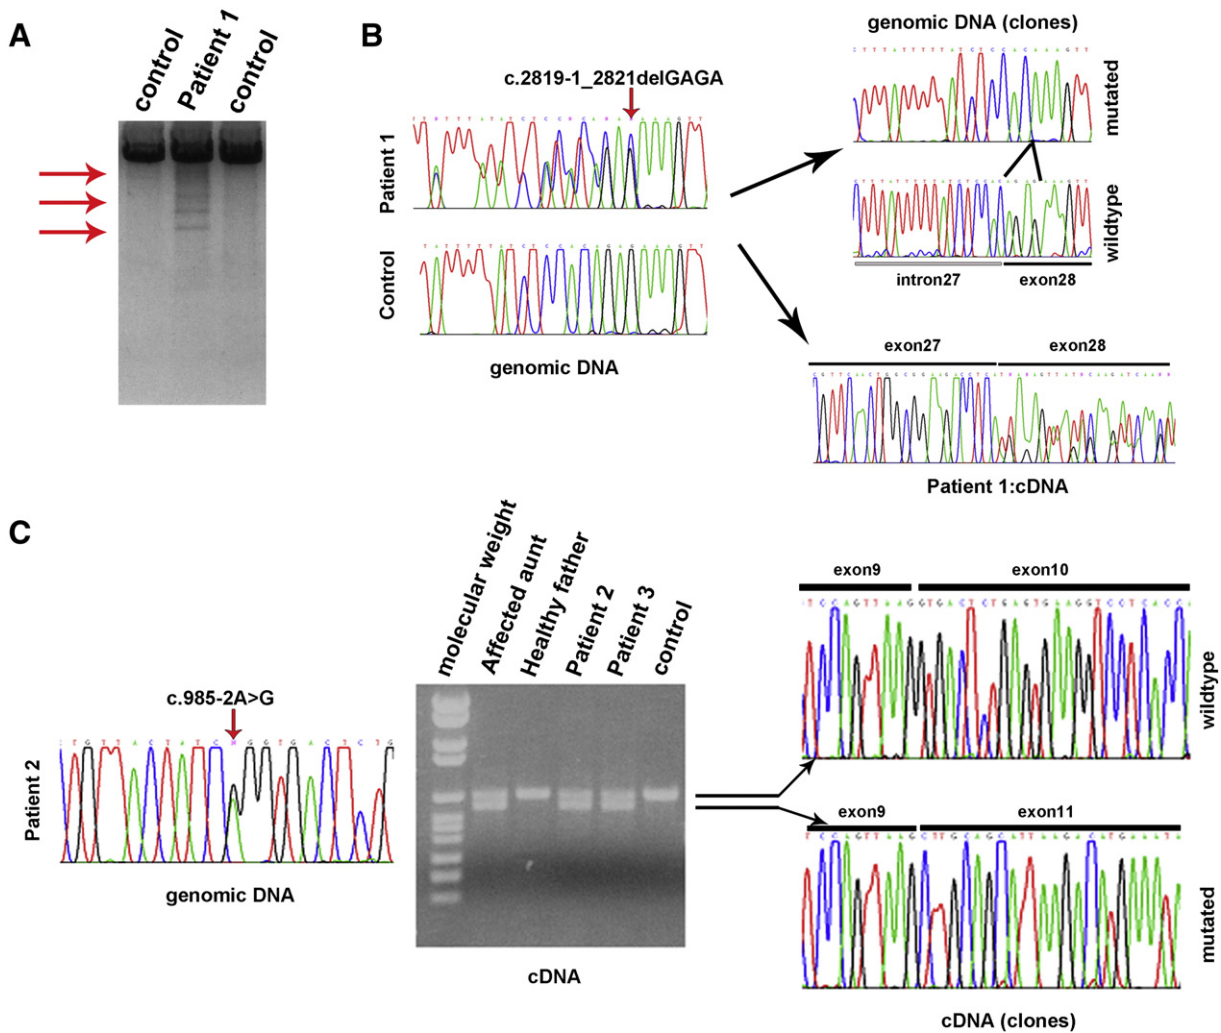 A
control
Patient 1
control
B
c.2819-1_2821delGAGA
Patient 1
Control
genomic DNA
genomic DNA (clones)
mutated
wildtype
intron27
exon28
exon27
exon28
Patient 1:cDNA
C
c.985-2A>G
Patient 2
genomic DNA
molecular weight
Affected aunt
Healthy father
Patient 2
Patient 3
control
cDNA
exon9
exon10
TCCAGTTAAGGTGACTCTGAGTGAAGGTCCTCACCA
wildtype
exon9
exon11
mutated
cDNA (clones)